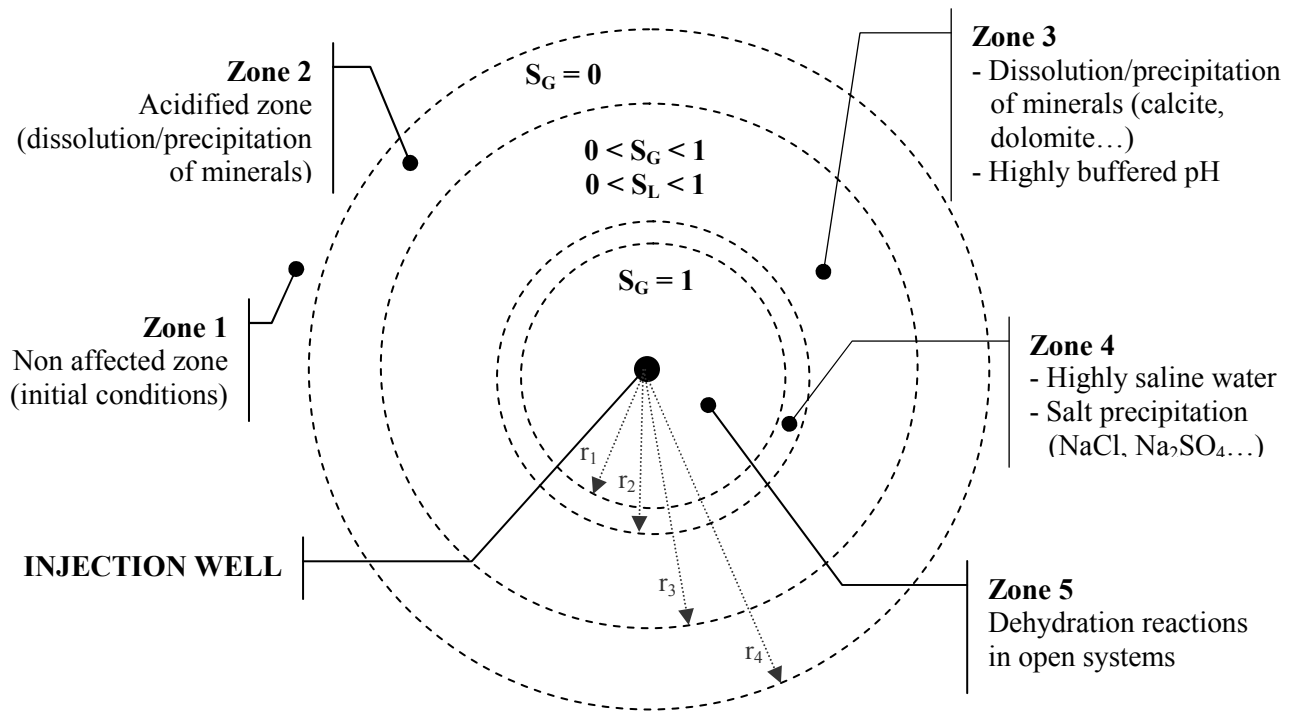 Zone 2
Acidified zone
(dissolution/precipitation
of minerals)
S_G = 0
0 < S_G < 1
0 < S_L < 1
S_G = 1
Zone 3
- Dissolution/precipitation
of minerals (calcite,
dolomite…)
- Highly buffered pH
Zone 1
Non affected zone
(initial conditions)
Zone 4
- Highly saline water
- Salt precipitation
(NaCl, Na₂SO₄…)
r₁
r₂
r₃
r₄
INJECTION WELL
Zone 5
Dehydration reactions
in open systems